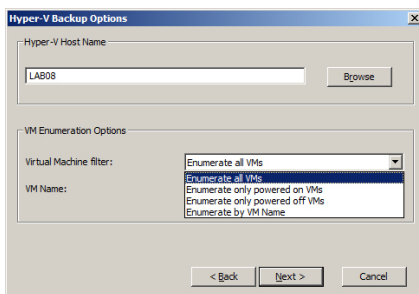 Hyper-V Backup Options
Hyper-V Host Name
LAB08
Browse
VM Enumeration Options
Virtual Machine filter:
Enumerate all VMs
Enumerate all VMs
Enumerate only powered on VMs
VM Name:
Enumerate only powered off VMs
Enumerate by VM Name
< Back
Next >
Cancel